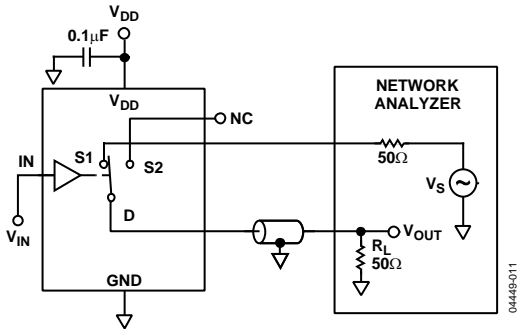 VDD
0.1µF
VDD
NC
NETWORK
ANALYZER
IN
S1
S2
50Ω
VS
D
VIN
VOUT
RL
50Ω
GND
04449-011